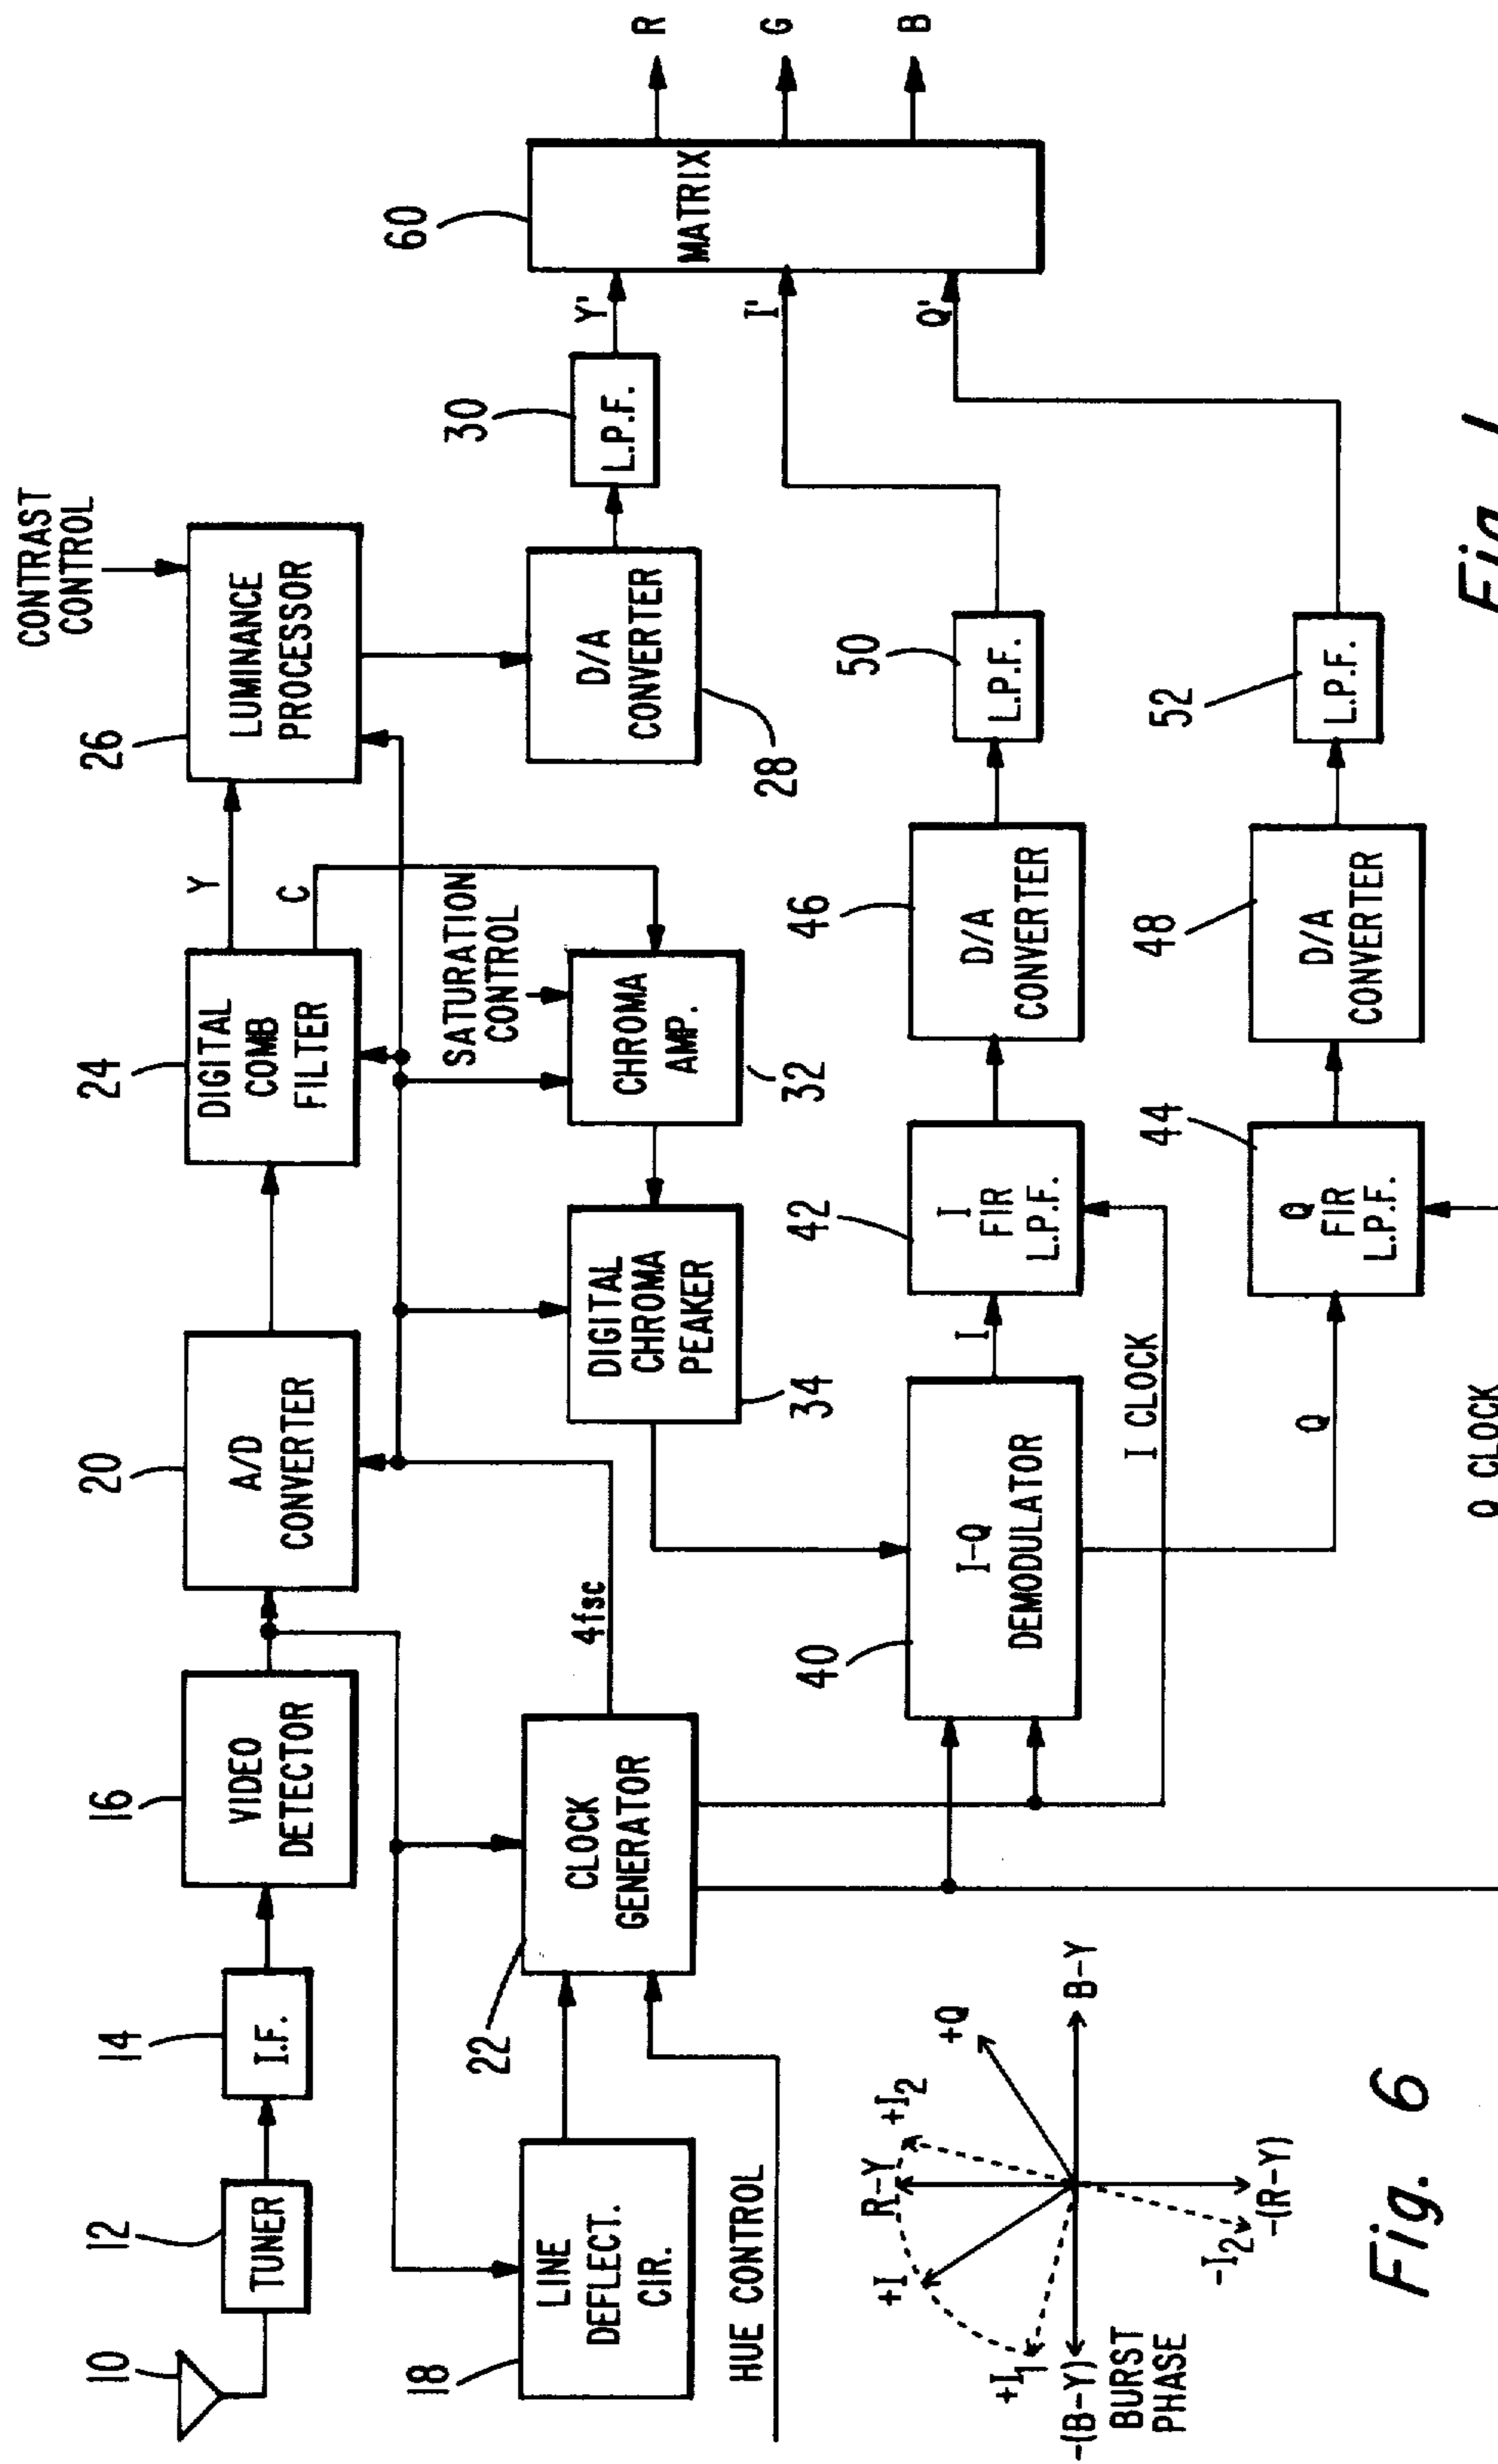 CONTRAST
CONTROL
10
12
TUNER
14
I.F.
16
VIDEO
DETECTOR
20
A/D
CONVERTER
24
DIGITAL
COMB
FILTER
Y
C
26
LUMINANCE
PROCESSOR
18
LINE
DEFLECT.
CIR.
22
CLOCK
GENERATOR
4fsc
HUE CONTROL
SATURATION
CONTROL
34
DIGITAL
CHROMA
PEAKER
32
CHROMA
AMP.
28
D/A
CONVERTER
30
L.P.F.
Y'
60
MATRIX
R
G
B
I'
Q'
40
I-Q
DEMODULATOR
I
I CLOCK
42
I
FIR
L.P.F.
46
D/A
CONVERTER
50
L.P.F.
Q
Q CLOCK
44
Q
FIR
L.P.F.
48
D/A
CONVERTER
52
L.P.F.
Fig. 1
+I
R-Y
+I2
+Q
+I1
-(B-Y)
BURST
PHASE
B-Y
-I2
-(R-Y)
Fig. 6